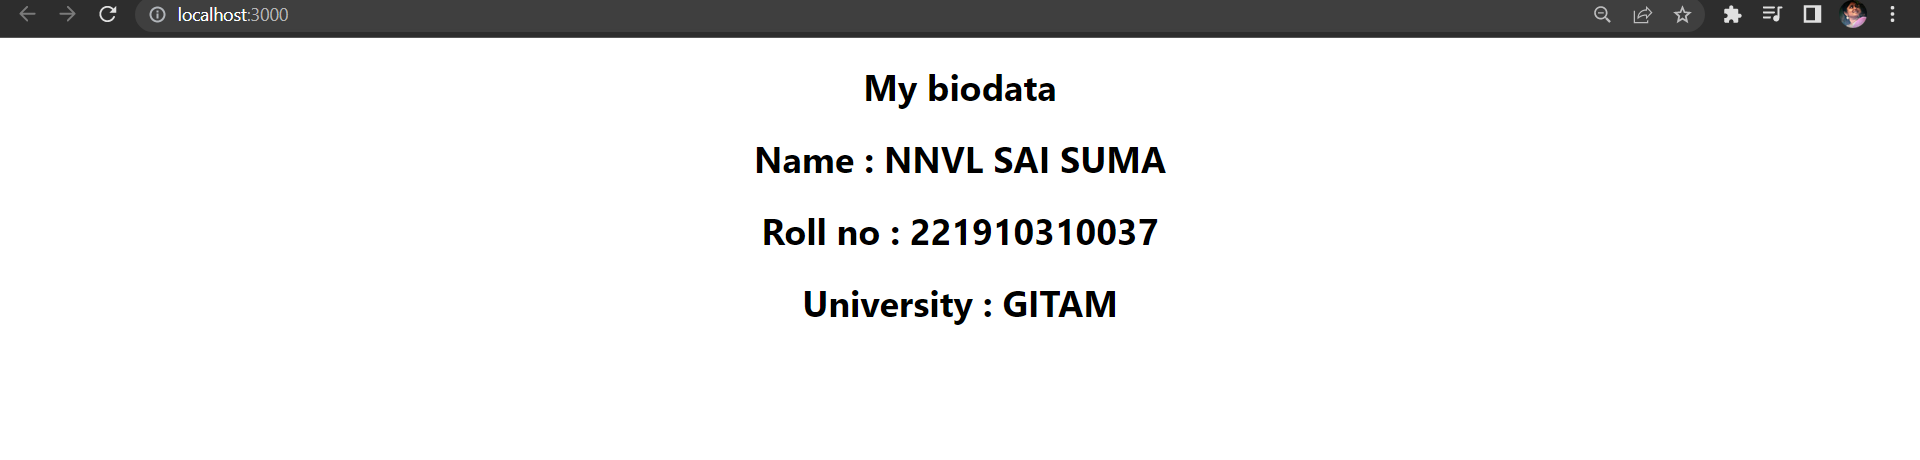 localhost:3000
My biodata
Name : NNVL SAI SUMA
Roll no : 221910310037
University : GITAM